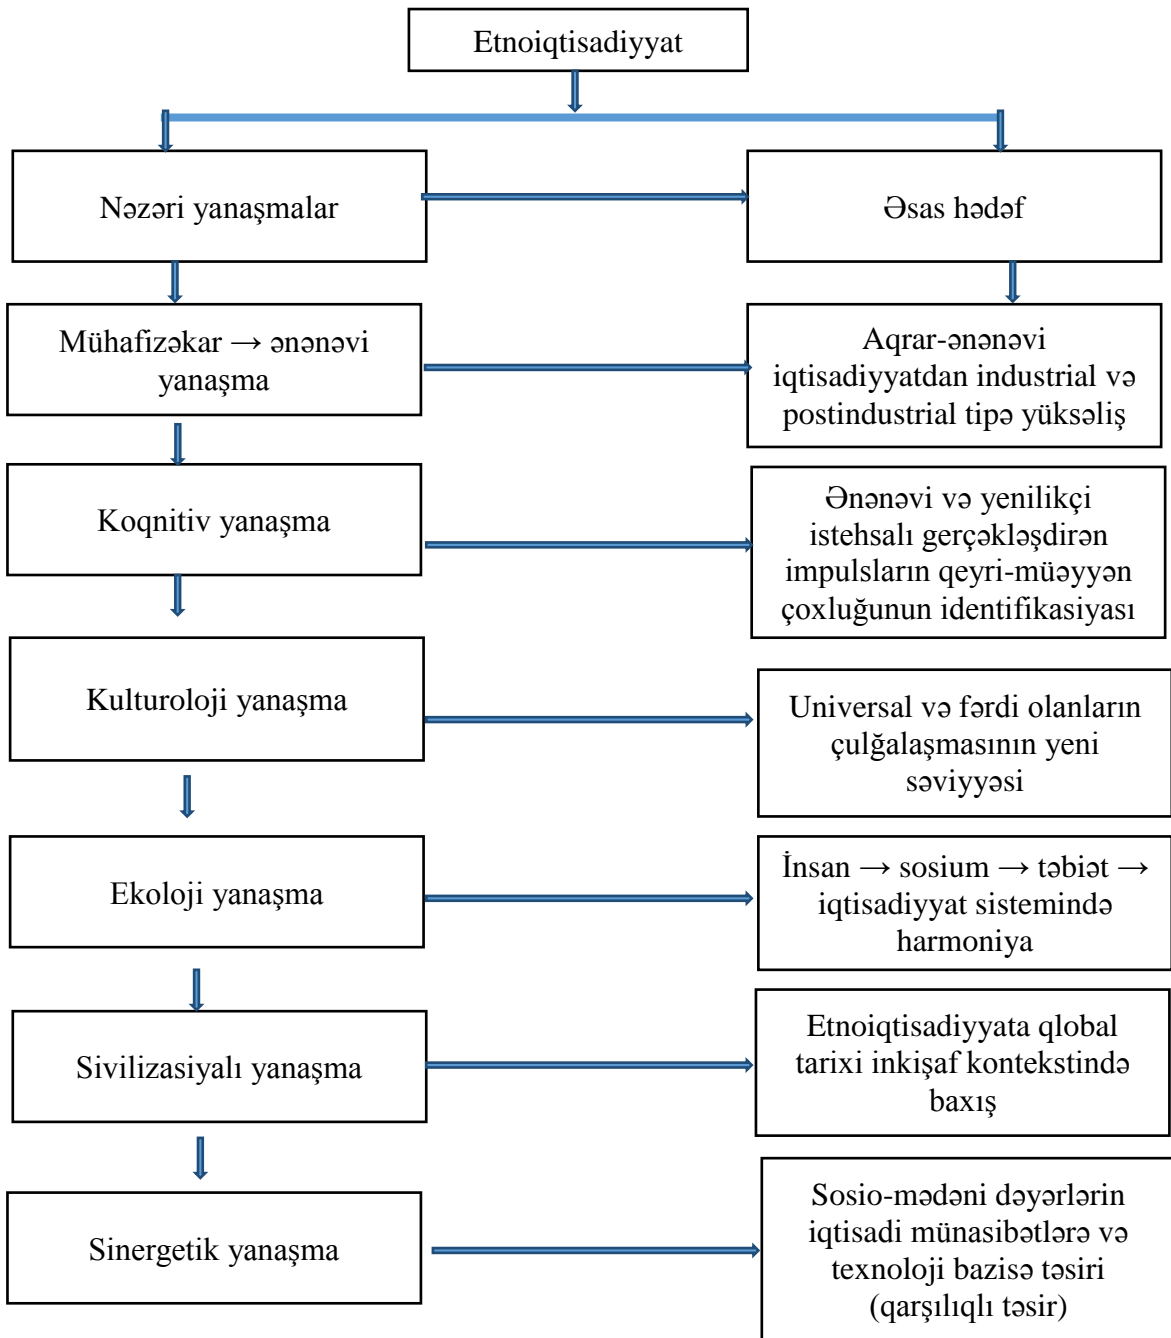 Etnoiqtisadiyyat
Nəzəri yanaşmalar
Əsas hədəf
Mühafizəkar → ənənəvi
yanaşma
Aqrar-ənənəvi
iqtisadiyyatdan industrial və
postindustrial tipə yüksəliş
Koqnitiv yanaşma
Ənənəvi və yenilikçi
istehsalı gerçəkləşdirən
impulsların qeyri-müəyyən
çoxluğunun identifikasiyası
Kulturoloji yanaşma
Universal və fərdi olanların
çulğalaşmasının yeni
səviyyəsi
Ekoloji yanaşma
İnsan → sosium → təbiət →
iqtisadiyyat sistemində
harmoniya
Sivilizasiyalı yanaşma
Etnoiqtisadiyyata qlobal
tarixi inkişaf kontekstində
baxış
Sinergetik yanaşma
Sosio-mədəni dəyərlərin
iqtisadi münasibətlərə və
texnoloji bazisə təsiri
(qarşılıqlı təsir)